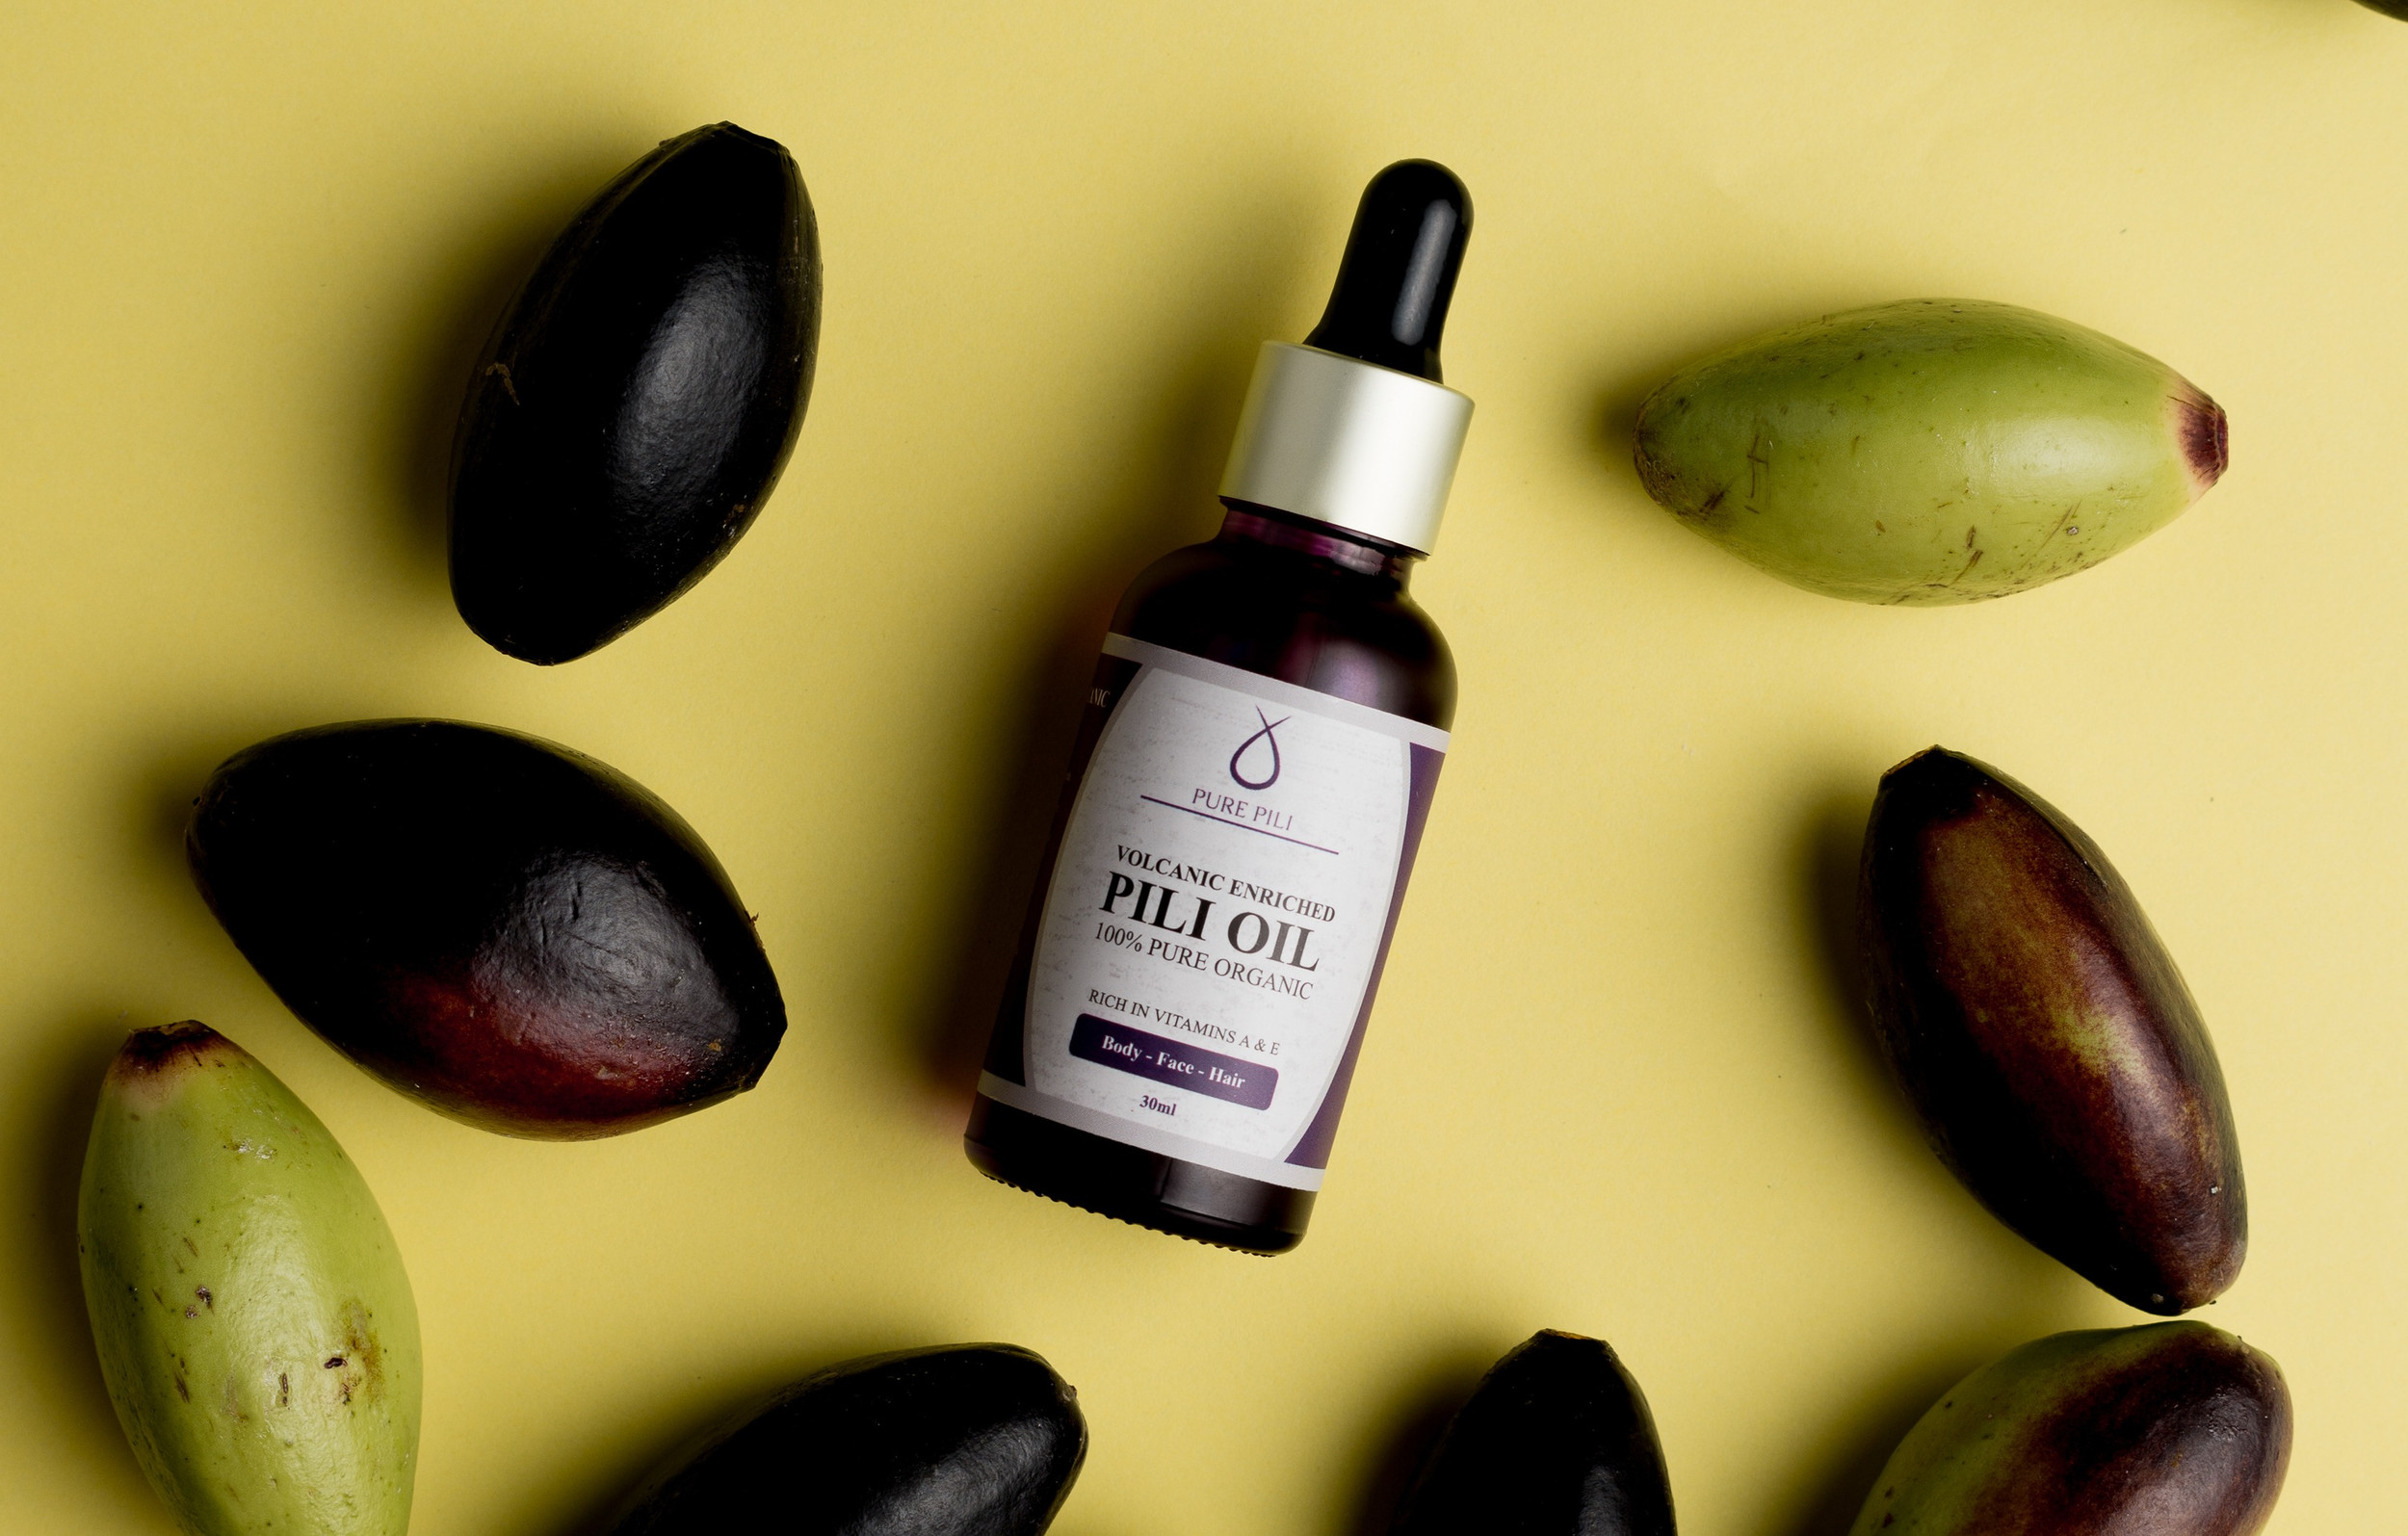 PURE PILI
VOLCANIC ENRICHED
PILI OIL
100% PURE ORGANIC
RICH IN VITAMINS A & E
Body - Face - Hair
30ml